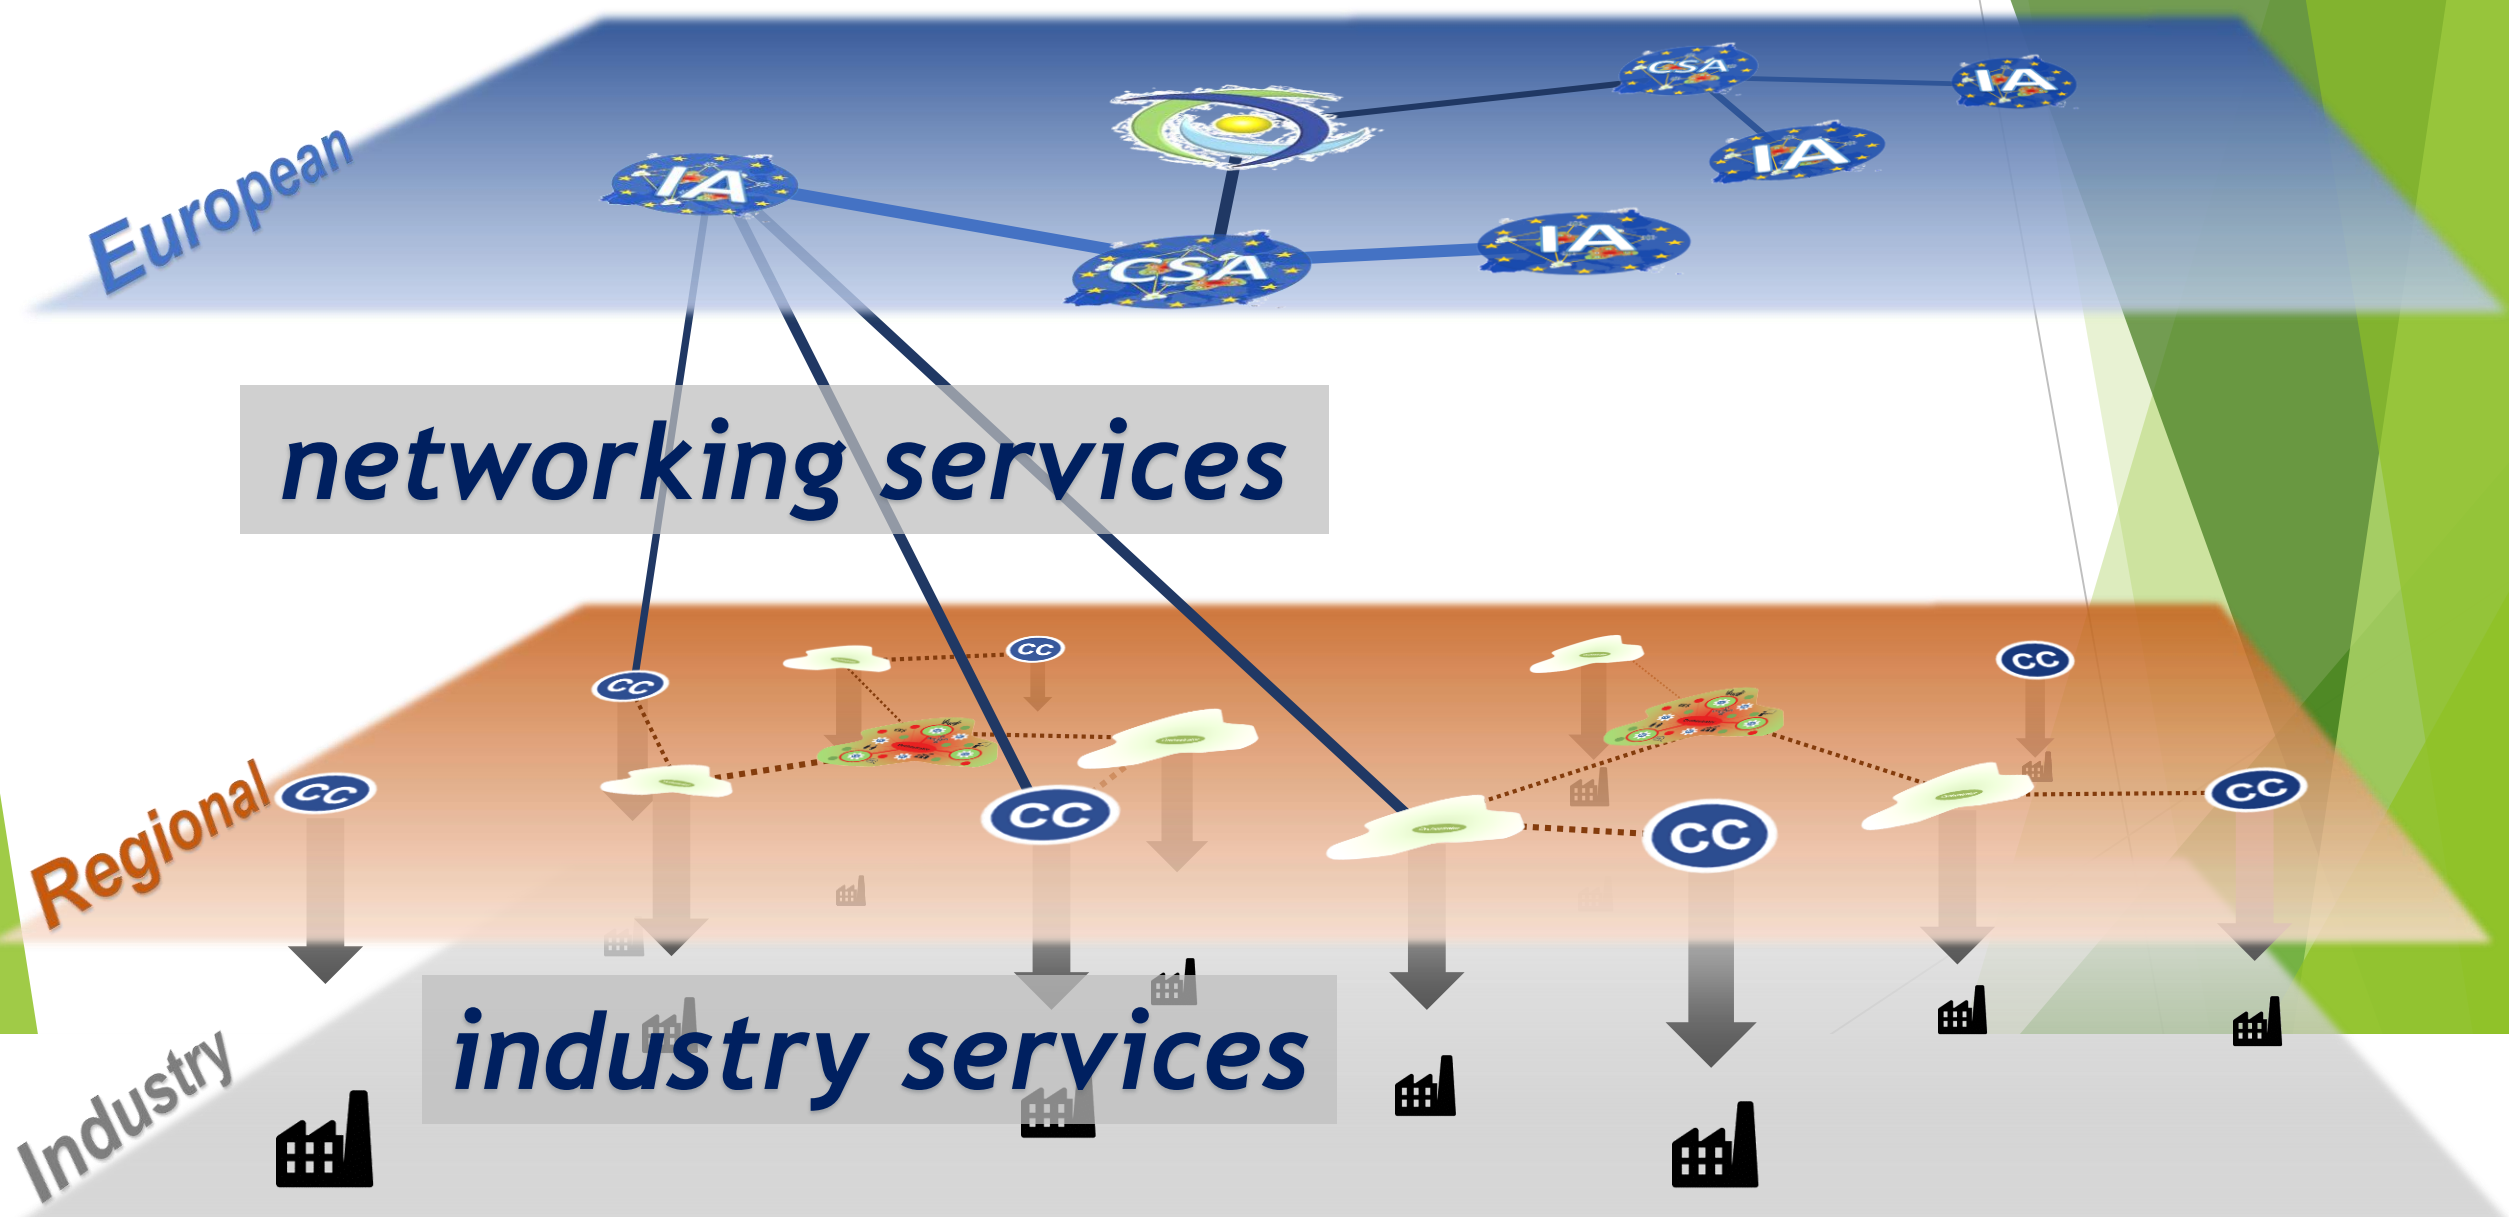 CSA
IA
IA
IA
IA
CSA
European
networking services
CC
CC
CC
CC
CC
CC
CC
Regional
industry services
Industry